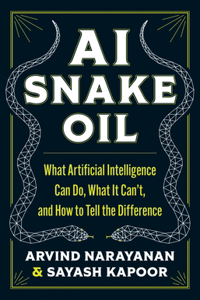 AI
SNAKE
OIL
What Artificial Intelligence
Can Do, What It Can't,
and How to Tell the Difference
ARVIND NARAYANAN
& SAYASH KAPOOR